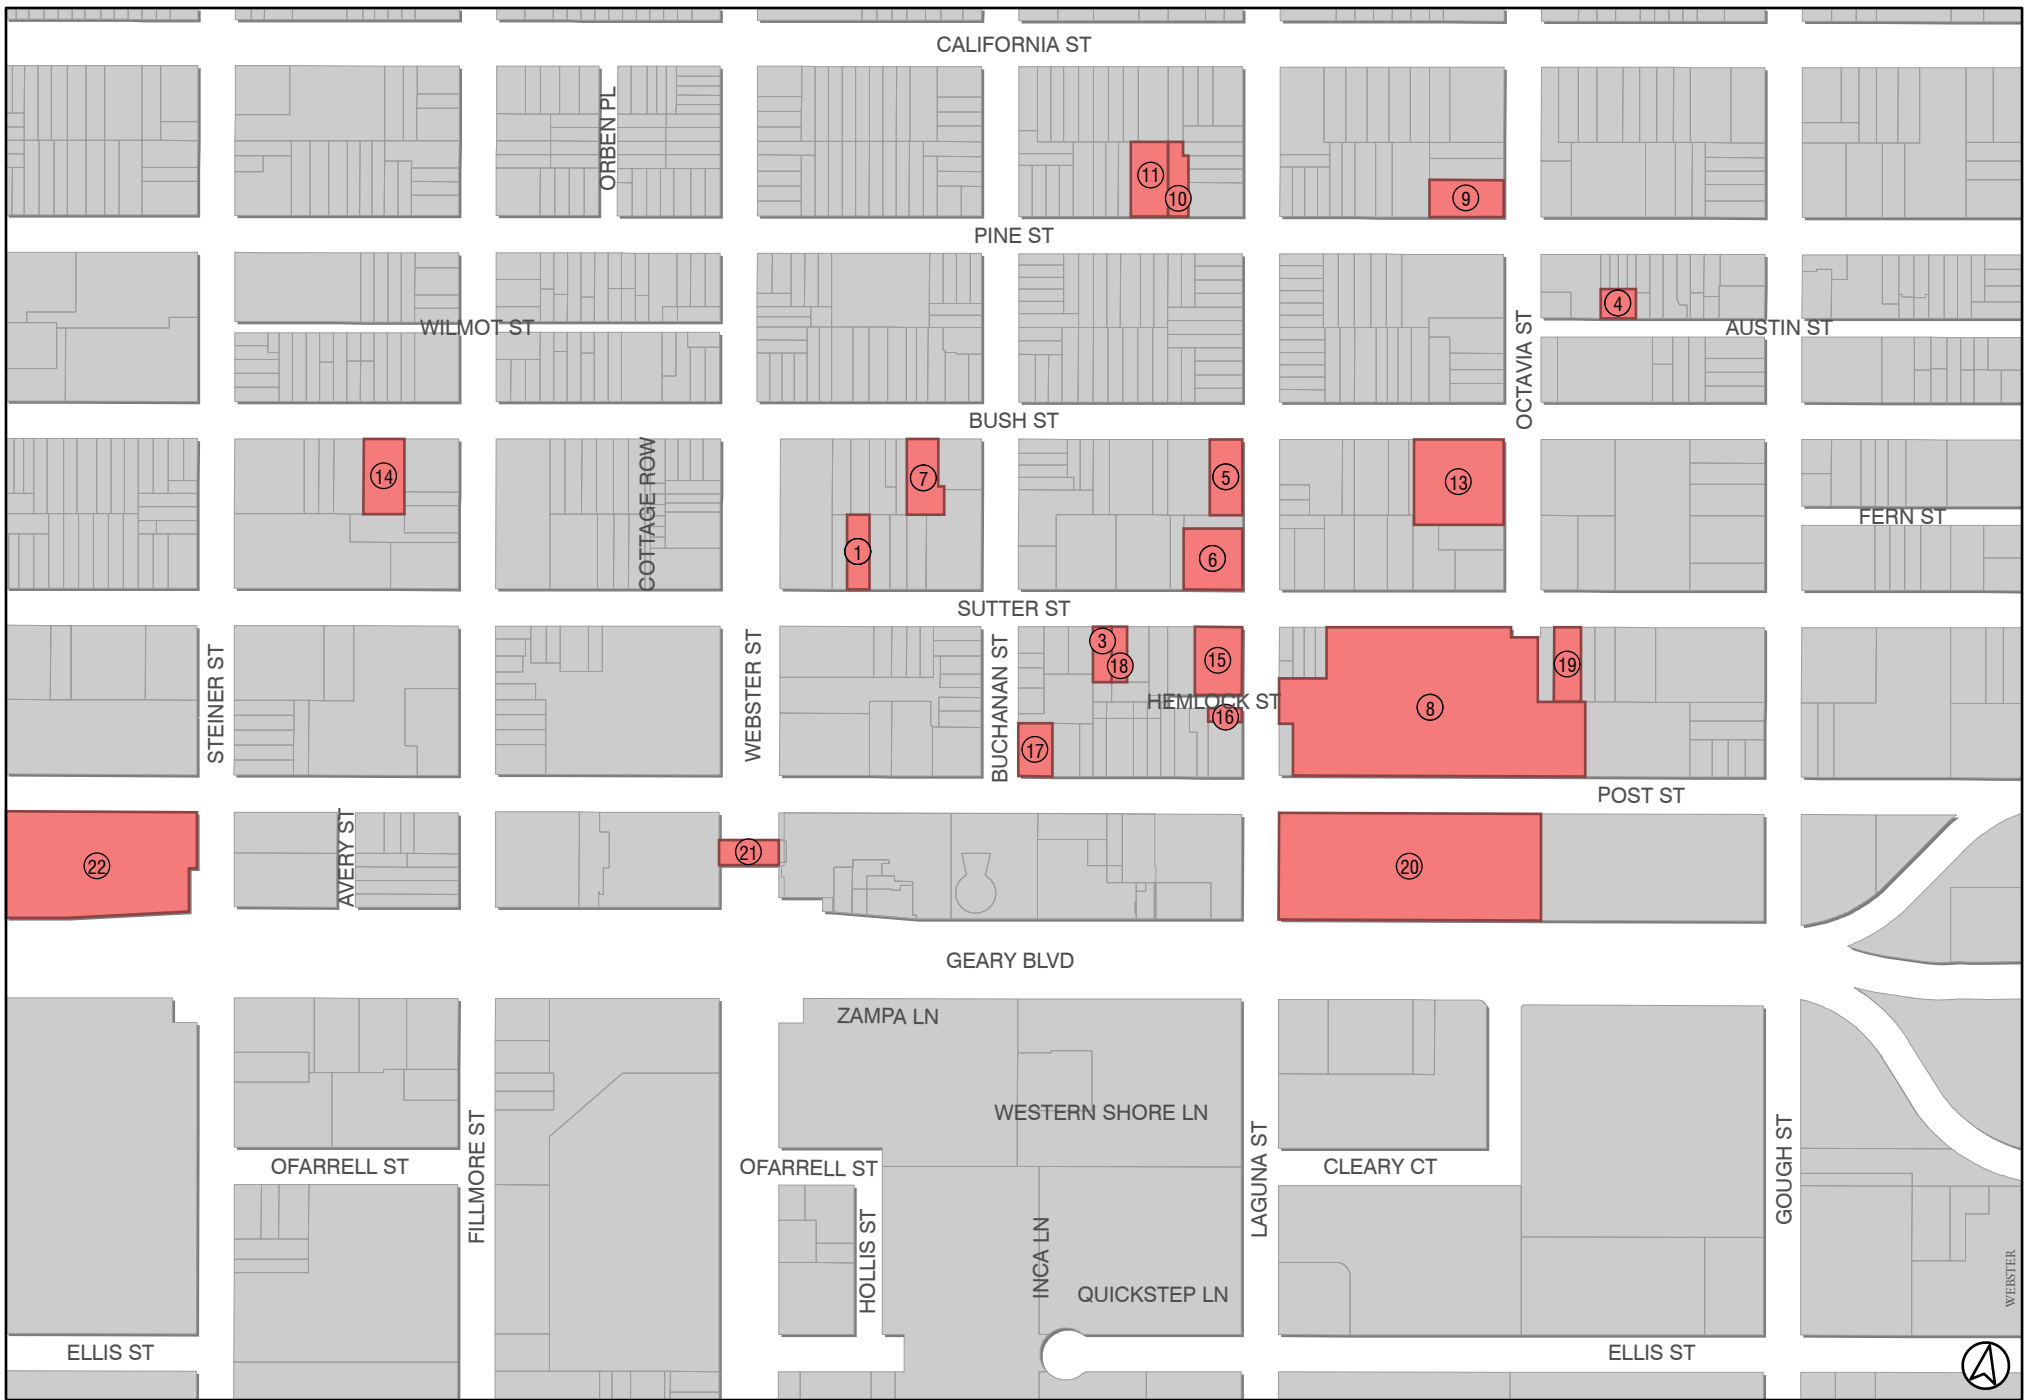 CALIFORNIA ST
ORBEN PL
11
10
9
PINE ST
4
WILMOT ST
AUSTIN ST
OCTAVIA ST
BUSH ST
14
COTTAGE ROW
7
5
13
1
6
FERN ST
SUTTER ST
STEINER ST
WEBSTER ST
BUCHANAN ST
3
18
15
19
HEMLOCK ST
16
8
17
POST ST
22
AVERY ST
21
20
GEARY BLVD
ZAMPA LN
WESTERN SHORE LN
FILLMORE ST
OFARRELL ST
OFARRELL ST
LAGUNA ST
CLEARY CT
GOUGH ST
HOLLIS ST
INCA LN
QUICKSTEP LN
WEBSTER
ELLIS ST
ELLIS ST